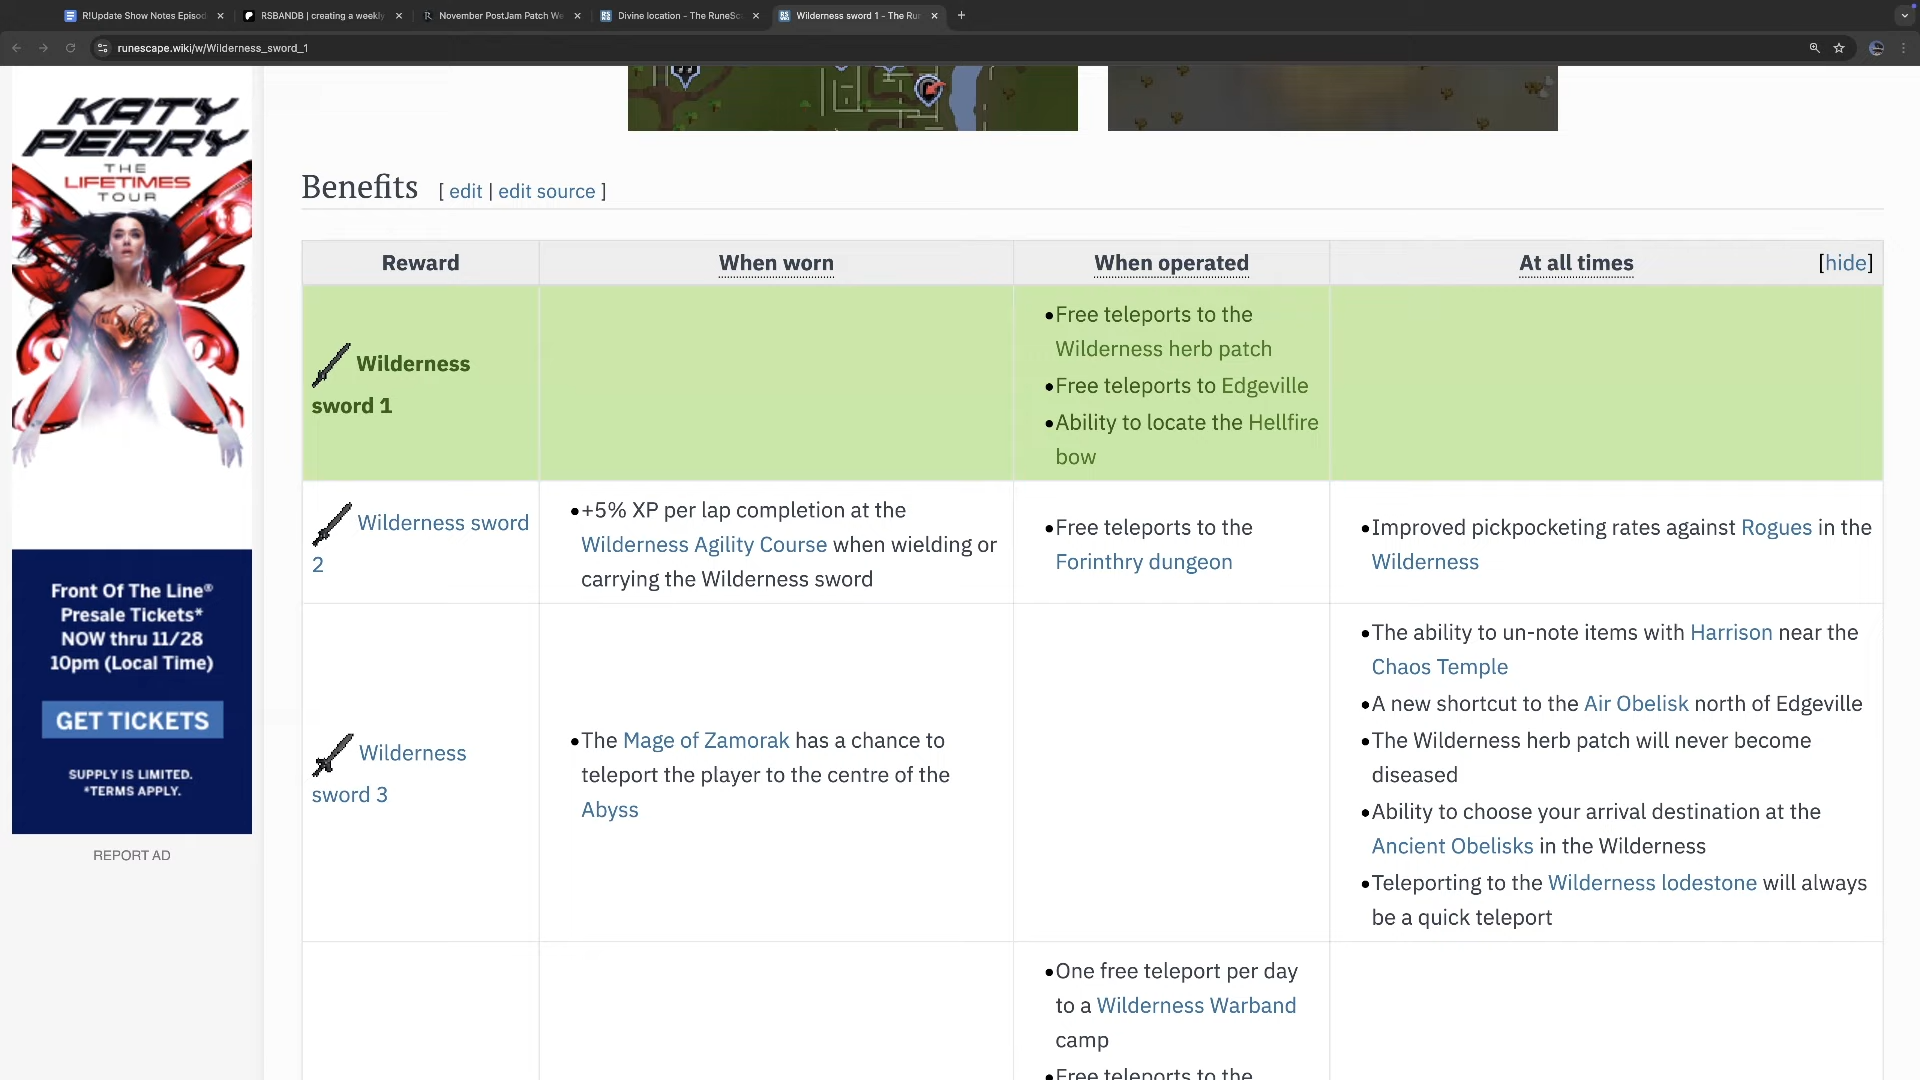 R!Update Show Notes Episod
RSBANDB | creating a weekly
November PostJam Patch We
Divine location - The RuneSc
Wilderness sword 1 - The Run
runescape.wiki/w/Wilderness_sword_1
KATY
PERRY
THE
LIFETIMES
TOUR
Front Of The Line®
Presale Tickets*
NOW thru 11/28
10pm (Local Time)
GET TICKETS
SUPPLY IS LIMITED.
*TERMS APPLY.
REPORT AD
Benefits [ edit | edit source ]
Reward When worn When operated At all times [hide]
Wilderness
sword 1
•Free teleports to the
Wilderness herb patch
•Free teleports to Edgeville
•Ability to locate the Hellfire
bow
Wilderness sword
2
•+5% XP per lap completion at the
Wilderness Agility Course when wielding or
carrying the Wilderness sword
•Free teleports to the
Forinthry dungeon
•Improved pickpocketing rates against Rogues in the
Wilderness
Wilderness
sword 3
•The Mage of Zamorak has a chance to
teleport the player to the centre of the
Abyss
•The ability to un-note items with Harrison near the
Chaos Temple
•A new shortcut to the Air Obelisk north of Edgeville
•The Wilderness herb patch will never become
diseased
•Ability to choose your arrival destination at the
Ancient Obelisks in the Wilderness
•Teleporting to the Wilderness lodestone will always
be a quick teleport
•One free teleport per day
to a Wilderness Warband
camp
•Free teleports to the